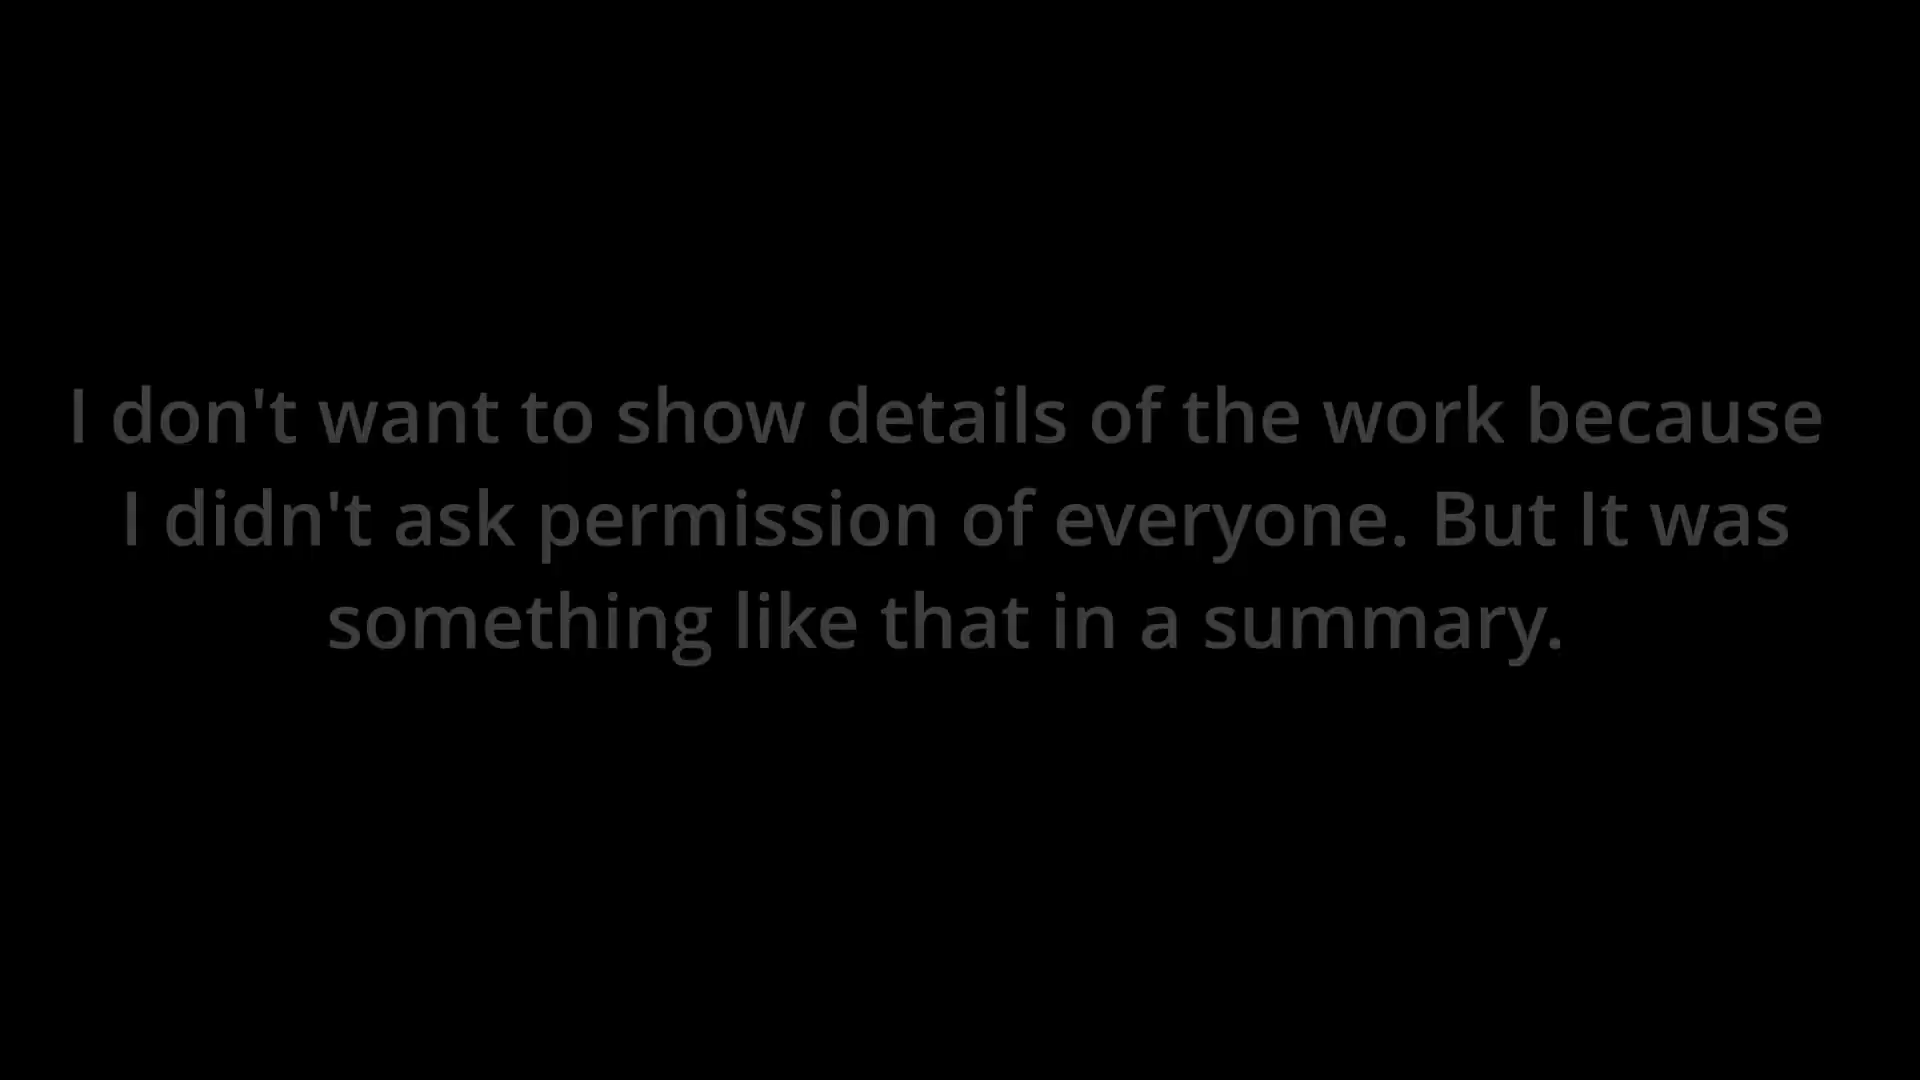 I don't want to show details of the work because
I didn't ask permission of everyone. But It was
something like that in a summary.